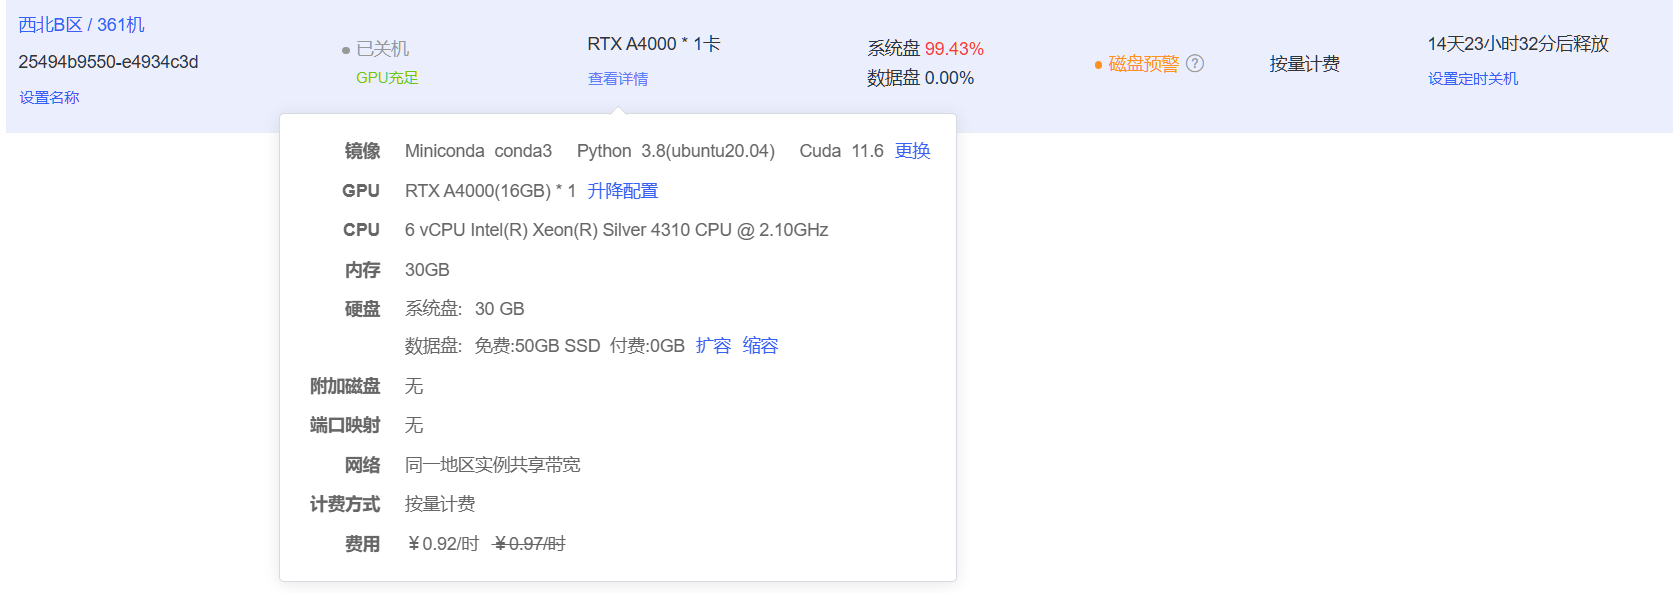 西北B区 / 361机
25494b9550-e4934c3d
设置名称
已关机
GPU充足
RTX A4000 * 1卡
查看详情
系统盘 99.43%
数据盘 0.00%
磁盘预警 ?
按量计费
14天23小时32分后释放
设置定时关机
镜像 Miniconda conda3 Python 3.8(ubuntu20.04) Cuda 11.6 更换
GPU RTX A4000(16GB) * 1 升降配置
CPU 6 vCPU Intel(R) Xeon(R) Silver 4310 CPU @ 2.10GHz
内存 30GB
硬盘 系统盘: 30 GB
数据盘: 免费:50GB SSD 付费:0GB 扩容 缩容
附加磁盘 无
端口映射 无
网络 同一地区实例共享带宽
计费方式 按量计费
费用 ￥0.92/时 ￥0.97/时